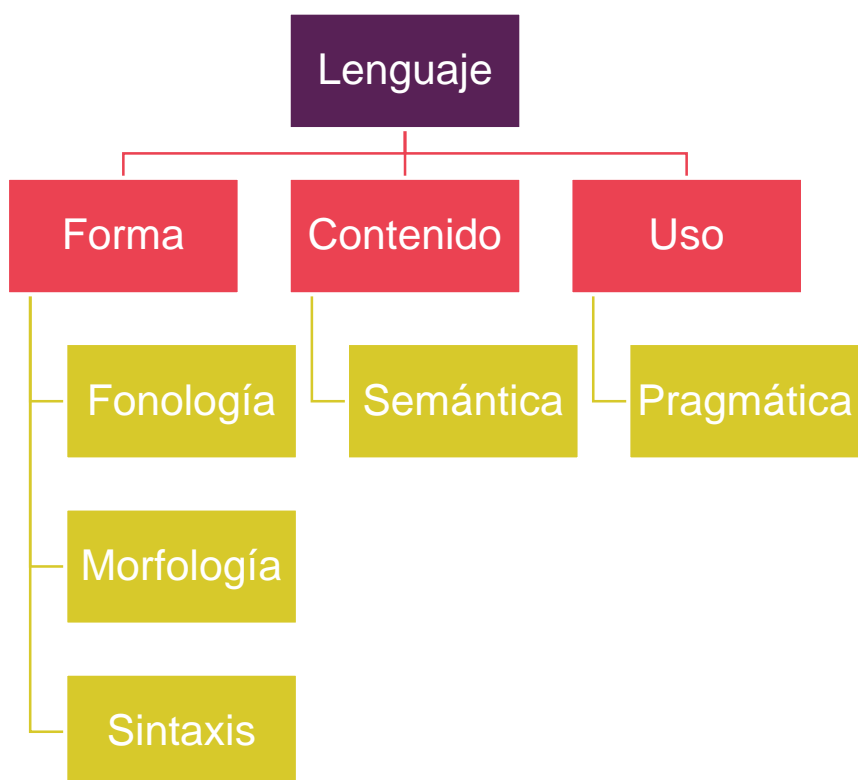 Lenguaje
Forma
Contenido
Uso
Fonología
Semántica
Pragmática
Morfología
Sintaxis